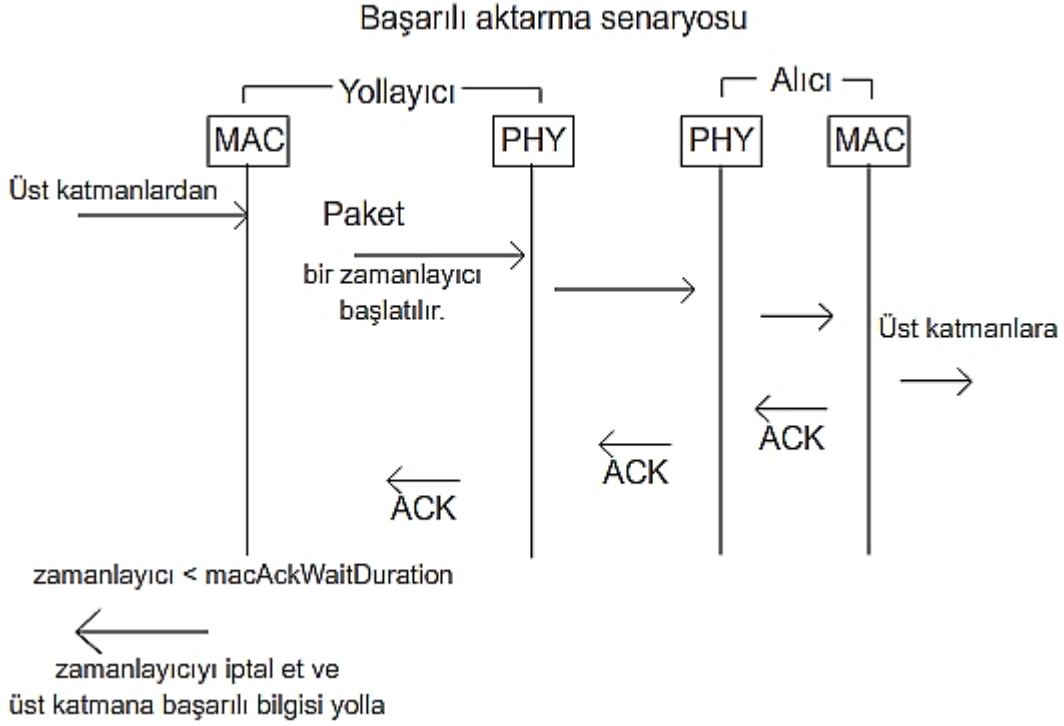 Başarılı aktarma senaryosu
Yollayıcı
Alıcı
MAC
PHY
PHY
MAC
Üst katmanlardan
Paket
bir zamanlayıcı
başlatılır.
Üst katmanlara
ACK
ACK
ACK
zamanlayıcı < macAckWaitDuration
zamanlayıcıyı iptal et ve
üst katmana başarılı bilgisi yolla